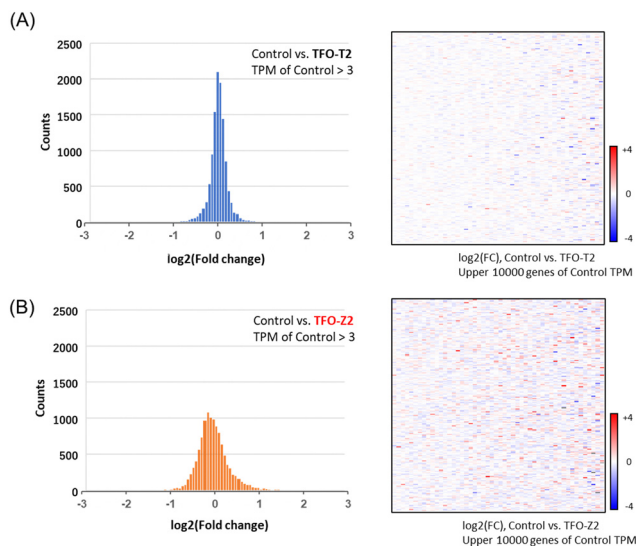 (A)
Control vs. TFO-T2
TPM of Control > 3
2500
2000
1500
1000
500
0
Counts
-3
-2
-1
0
1
2
3
log2(Fold change)
+4
0
-4
log2(FC), Control vs. TFO-T2
Upper 10000 genes of Control TPM
(B)
Control vs. TFO-Z2
TPM of Control > 3
2500
2000
1500
1000
500
0
Counts
-3
-2
-1
0
1
2
3
log2(Fold change)
+4
0
-4
log2(FC), Control vs. TFO-Z2
Upper 10000 genes of Control TPM